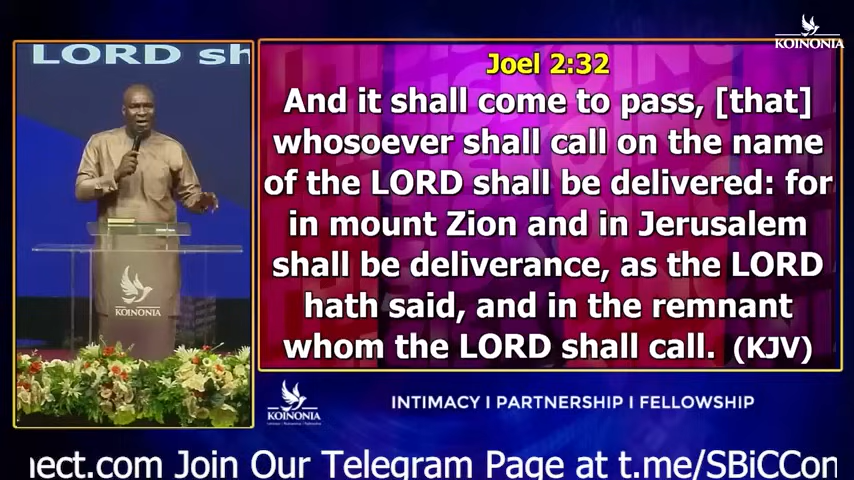 KOINONIA
LORD sh
KOINONIA
Joel 2:32
And it shall come to pass, [that]
whosoever shall call on the name
of the LORD shall be delivered: for
in mount Zion and in Jerusalem
shall be deliverance, as the LORD
hath said, and in the remnant
whom the LORD shall call. (KJV)
KOINONIA
INTIMACY | PARTNERSHIP | FELLOWSHIP
nect.com Join Our Telegram Page at t.me/SBiCCon